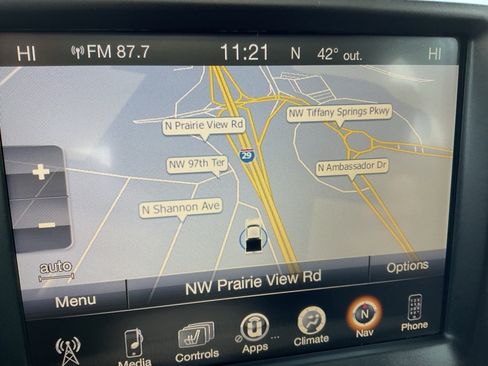 HI FM 87.7 11:21 N 42° out. HI
NW Tiffany Springs Pkwy
N Prairie View Rd
29
NW 97th Ter
N Ambassador Dr
N Shannon Ave
+
−
auto
Menu NW Prairie View Rd Options
Media Controls Apps ... Climate N Nav Phone